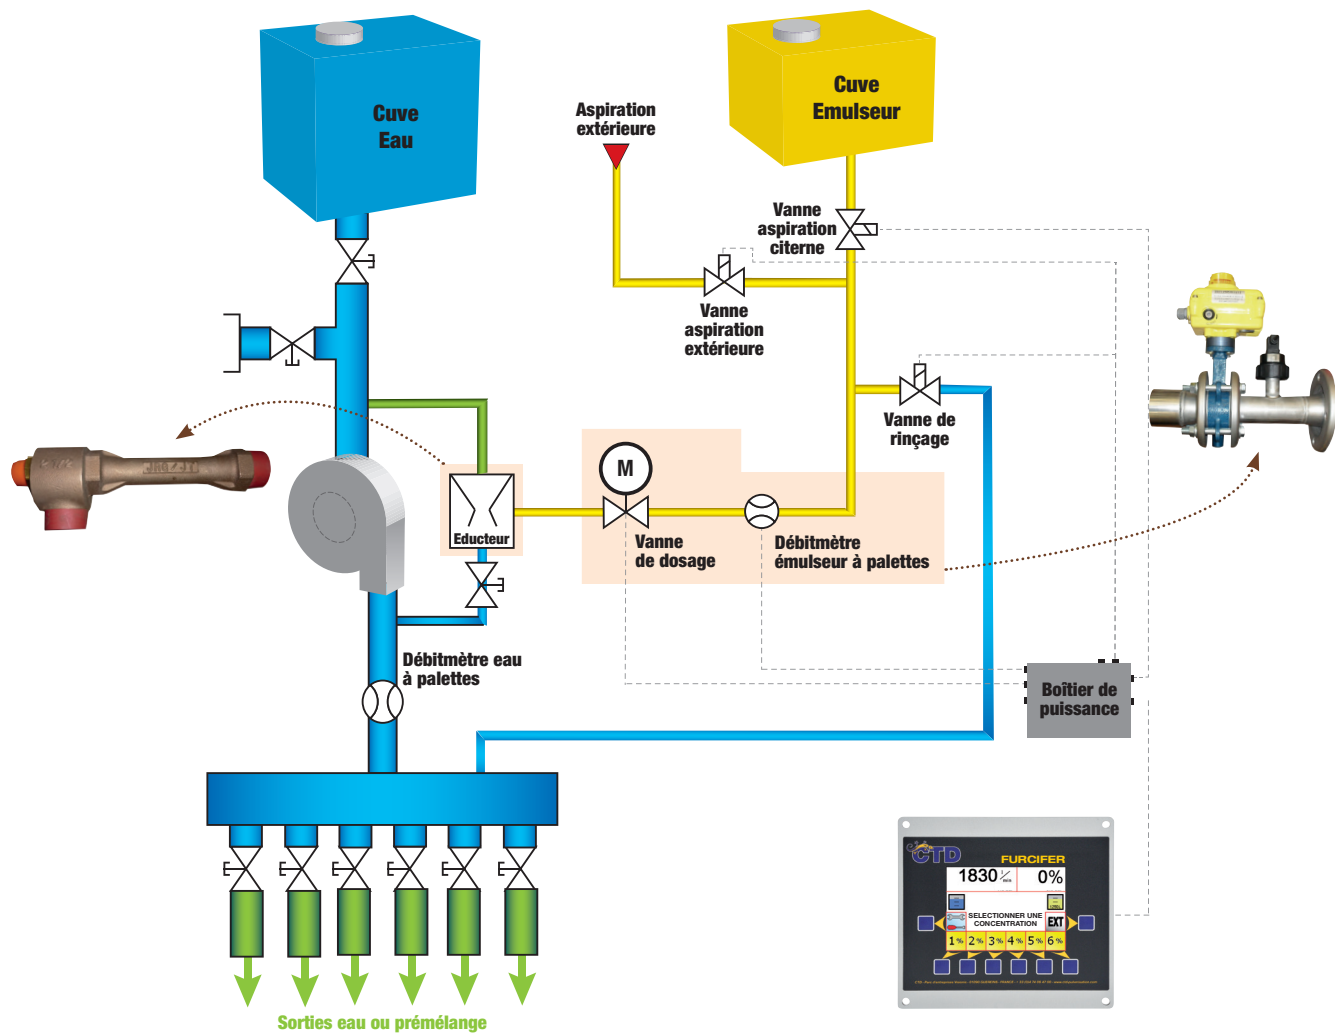 Cuve
Eau
Cuve
Emulseur
Aspiration
extérieure
Vanne
aspiration
citerne
Vanne
aspiration
extérieure
Vanne de
rinçage
M
Educteur
Vanne
de dosage
Débitmètre
émulseur à palettes
Débitmètre eau
à palettes
Boîtier de
puissance
CTD
FURCIFER
1830 l/min
0%
SELECTIONNER UNE
CONCENTRATION
EXT
1% 2% 3% 4% 5% 6%
Sorties eau ou prémélange